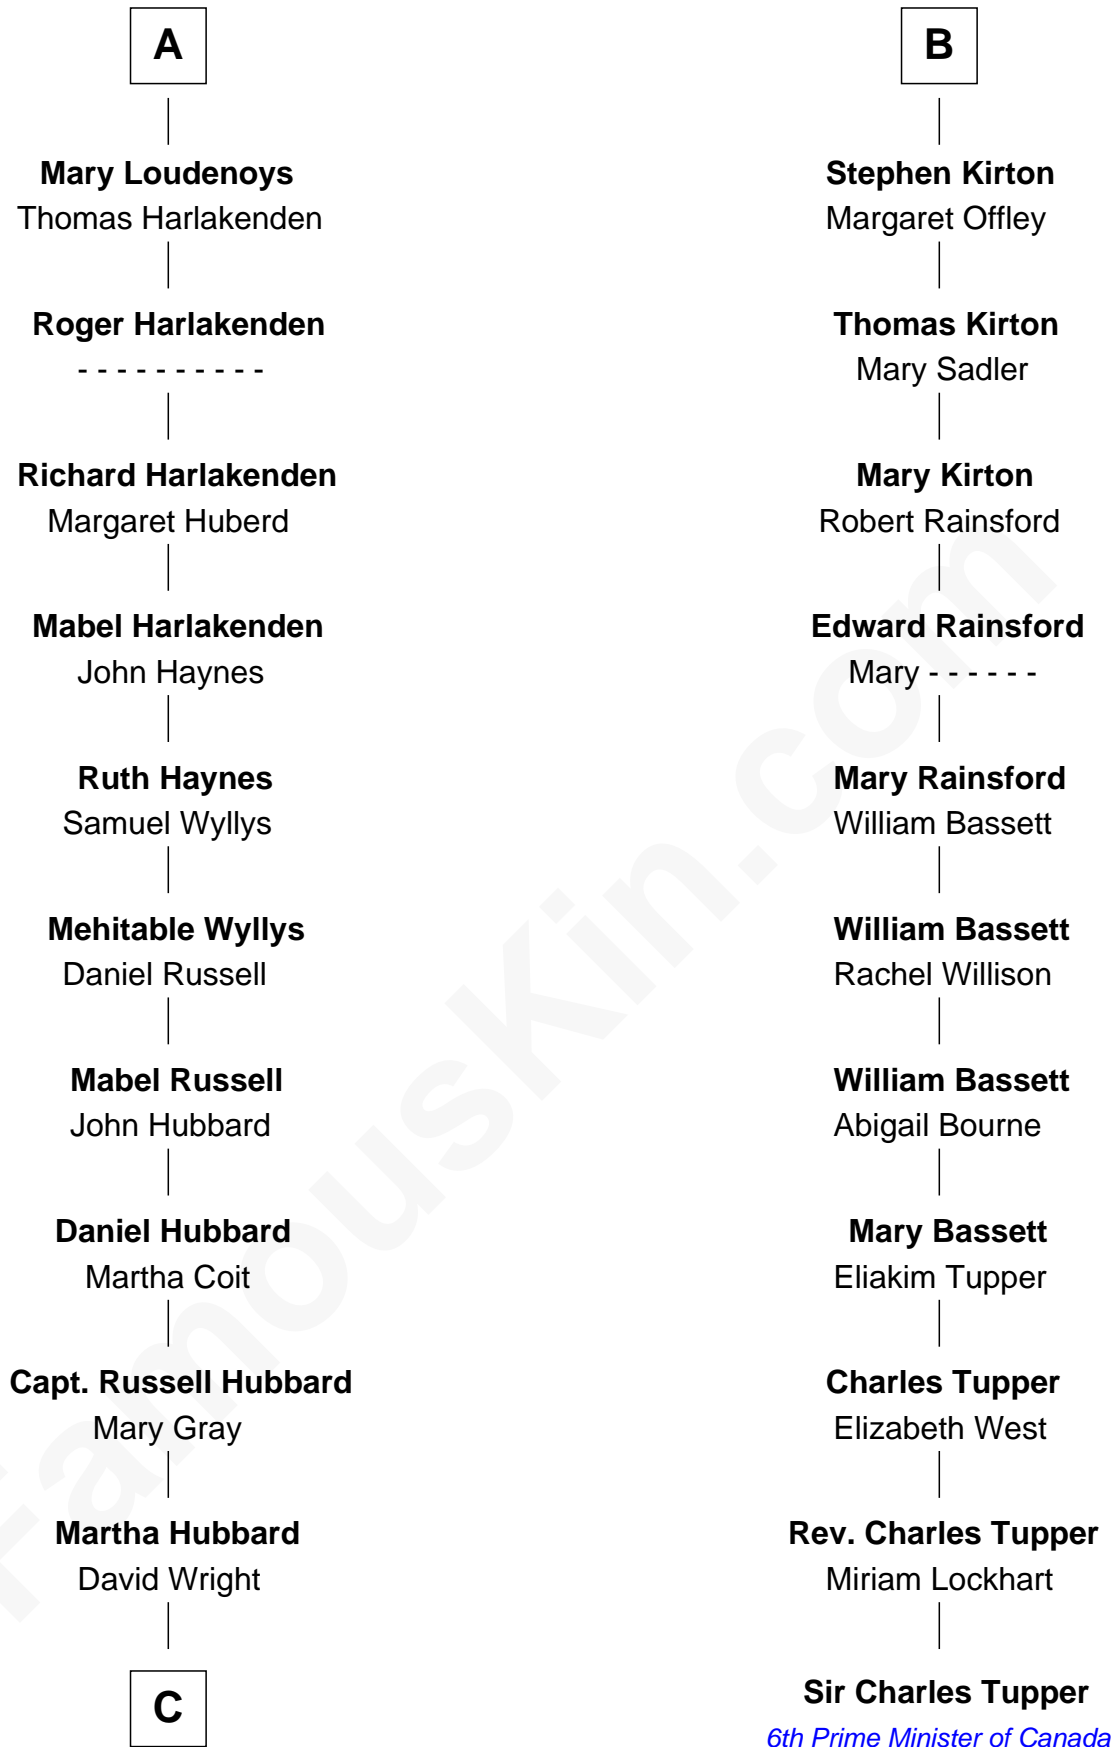 A
Mary Loudenoys
Thomas Harlakenden
Roger Harlakenden
- - - - - - - - - -
Richard Harlakenden
Margaret Huberd
Mabel Harlakenden
John Haynes
Ruth Haynes
Samuel Wyllys
Mehitable Wyllys
Daniel Russell
Mabel Russell
John Hubbard
Daniel Hubbard
Martha Coit
Capt. Russell Hubbard
Mary Gray
Martha Hubbard
David Wright
C
B
Stephen Kirton
Margaret Offley
Thomas Kirton
Mary Sadler
Mary Kirton
Robert Rainsford
Edward Rainsford
Mary - - - - - -
Mary Rainsford
William Bassett
William Bassett
Rachel Willison
William Bassett
Abigail Bourne
Mary Bassett
Eliakim Tupper
Charles Tupper
Elizabeth West
Rev. Charles Tupper
Miriam Lockhart
Sir Charles Tupper
6th Prime Minister of Canada
FamousKin.com